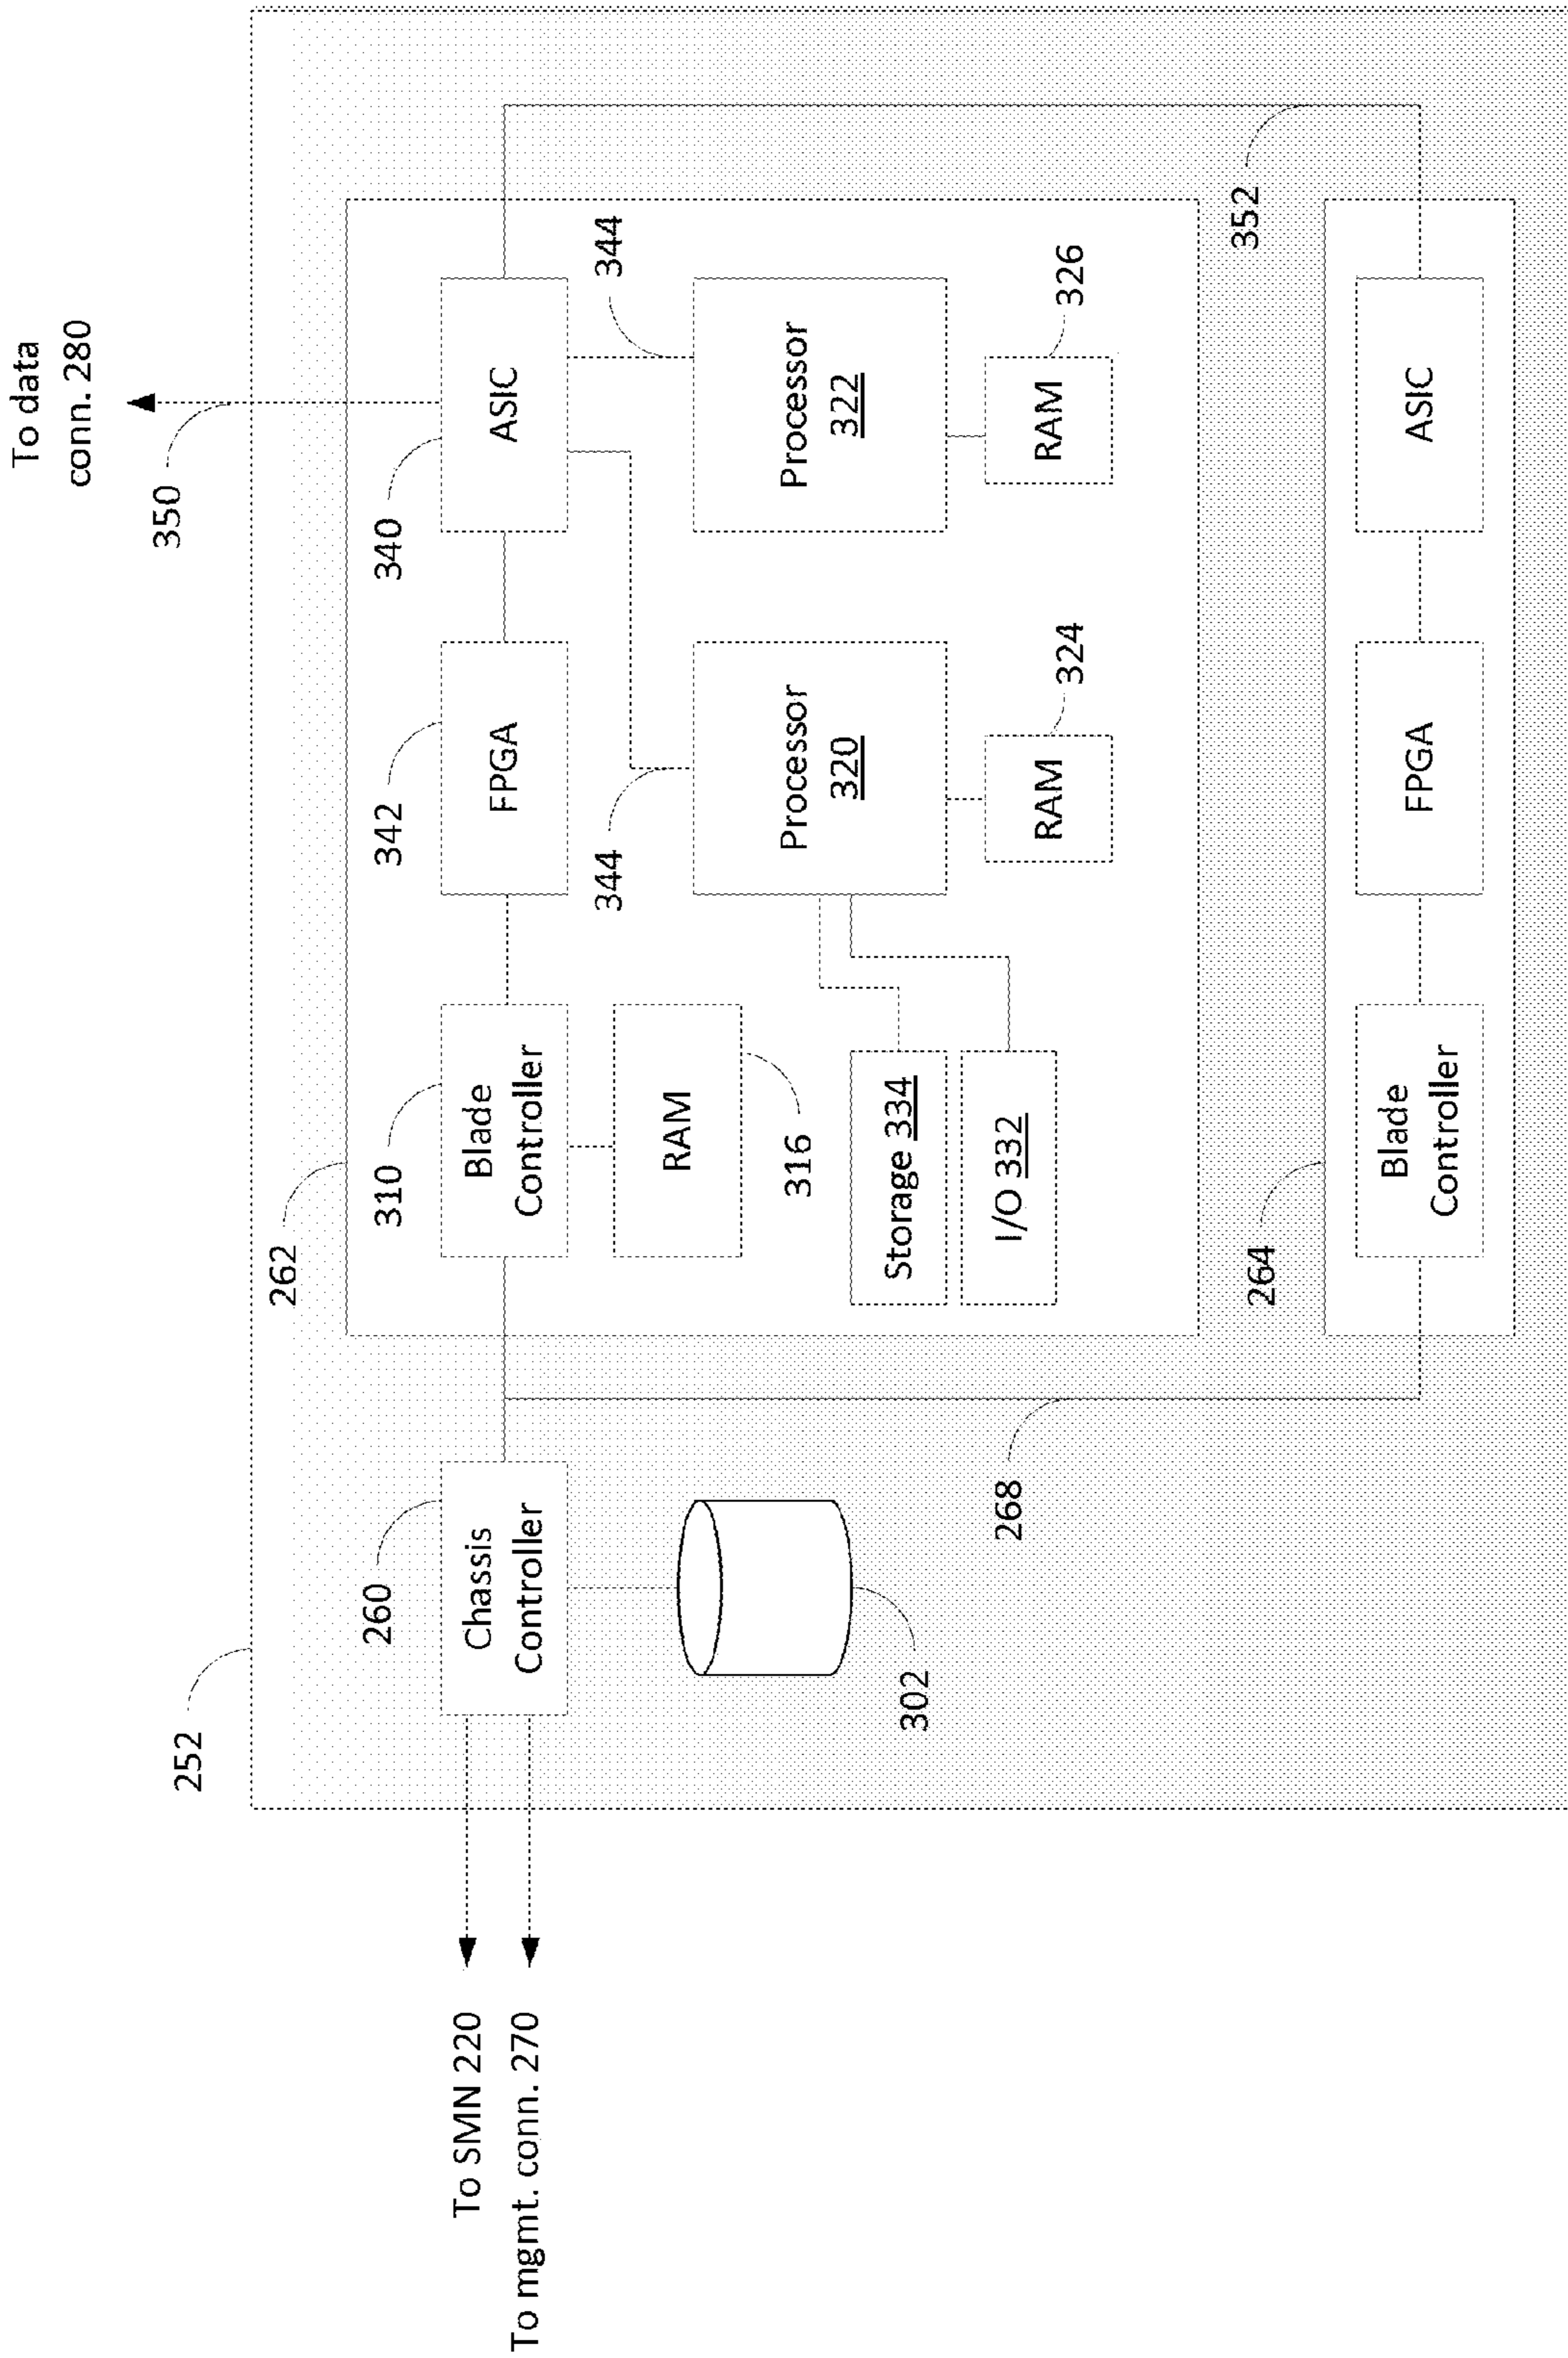 To data
conn. 280
350
252
262
260
Chassis
Controller
310
Blade
Controller
342
FPGA
340
ASIC
To SMN 220
To mgmt. conn. 270
344
344
RAM
316
Processor
320
Processor
322
302
Storage 334
I/O 332
RAM
324
RAM
326
268
264
352
Blade
Controller
FPGA
ASIC